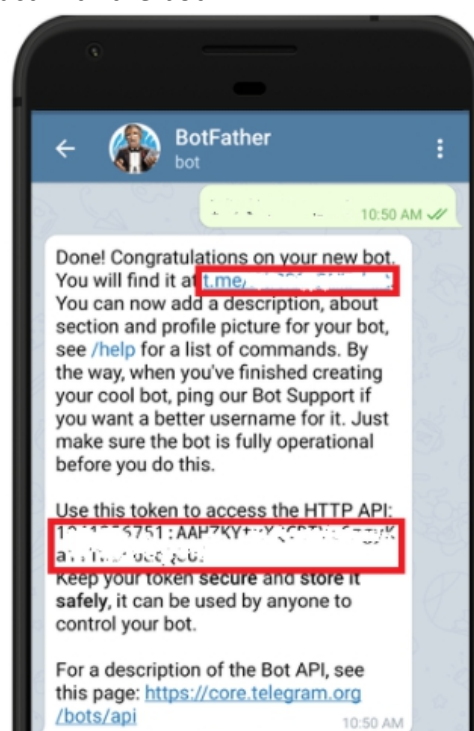 BotFather
bot
10:50 AM
Done! Congratulations on your new bot.
You will find it at t.me/
You can now add a description, about
section and profile picture for your bot,
see /help for a list of commands. By
the way, when you've finished creating
your cool bot, ping our Bot Support if
you want a better username for it. Just
make sure the bot is fully operational
before you do this.
Use this token to access the HTTP API:
Keep your token secure and store it
safely, it can be used by anyone to
control your bot.
For a description of the Bot API, see
this page: https://core.telegram.org
/bots/api
10:50 AM